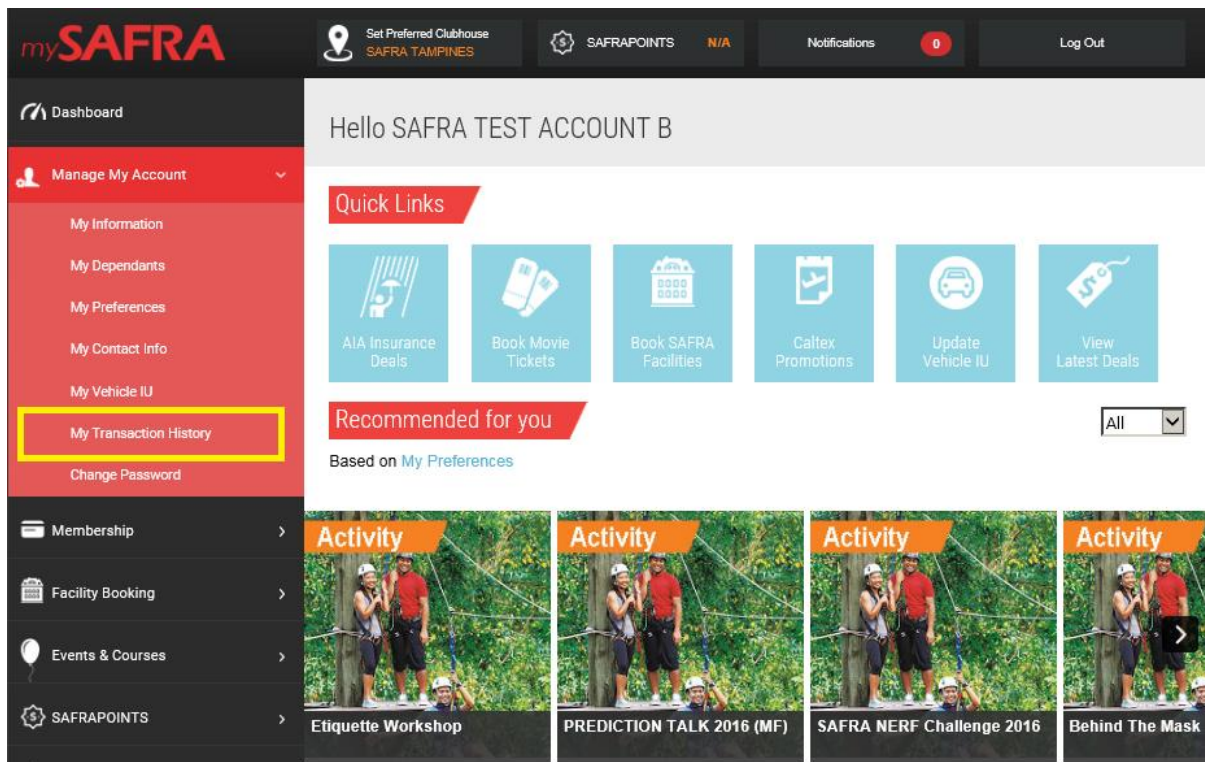 mySAFRA
Set Preferred Clubhouse
SAFRA TAMPINES
SAFRAPOINTS N/A
Notifications 0
Log Out
Dashboard
Manage My Account
My Information
My Dependants
My Preferences
My Contact Info
My Vehicle IU
My Transaction History
Change Password
Membership
Facility Booking
Events & Courses
SAFRAPOINTS
Hello SAFRA TEST ACCOUNT B
Quick Links
AIA Insurance
Deals
Book Movie
Tickets
Book SAFRA
Facilities
Caltex
Promotions
Update
Vehicle IU
View
Latest Deals
Recommended for you
All
Based on My Preferences
Activity
Etiquette Workshop
Activity
PREDICTION TALK 2016 (MF)
Activity
SAFRA NERF Challenge 2016
Activity
Behind The Mask